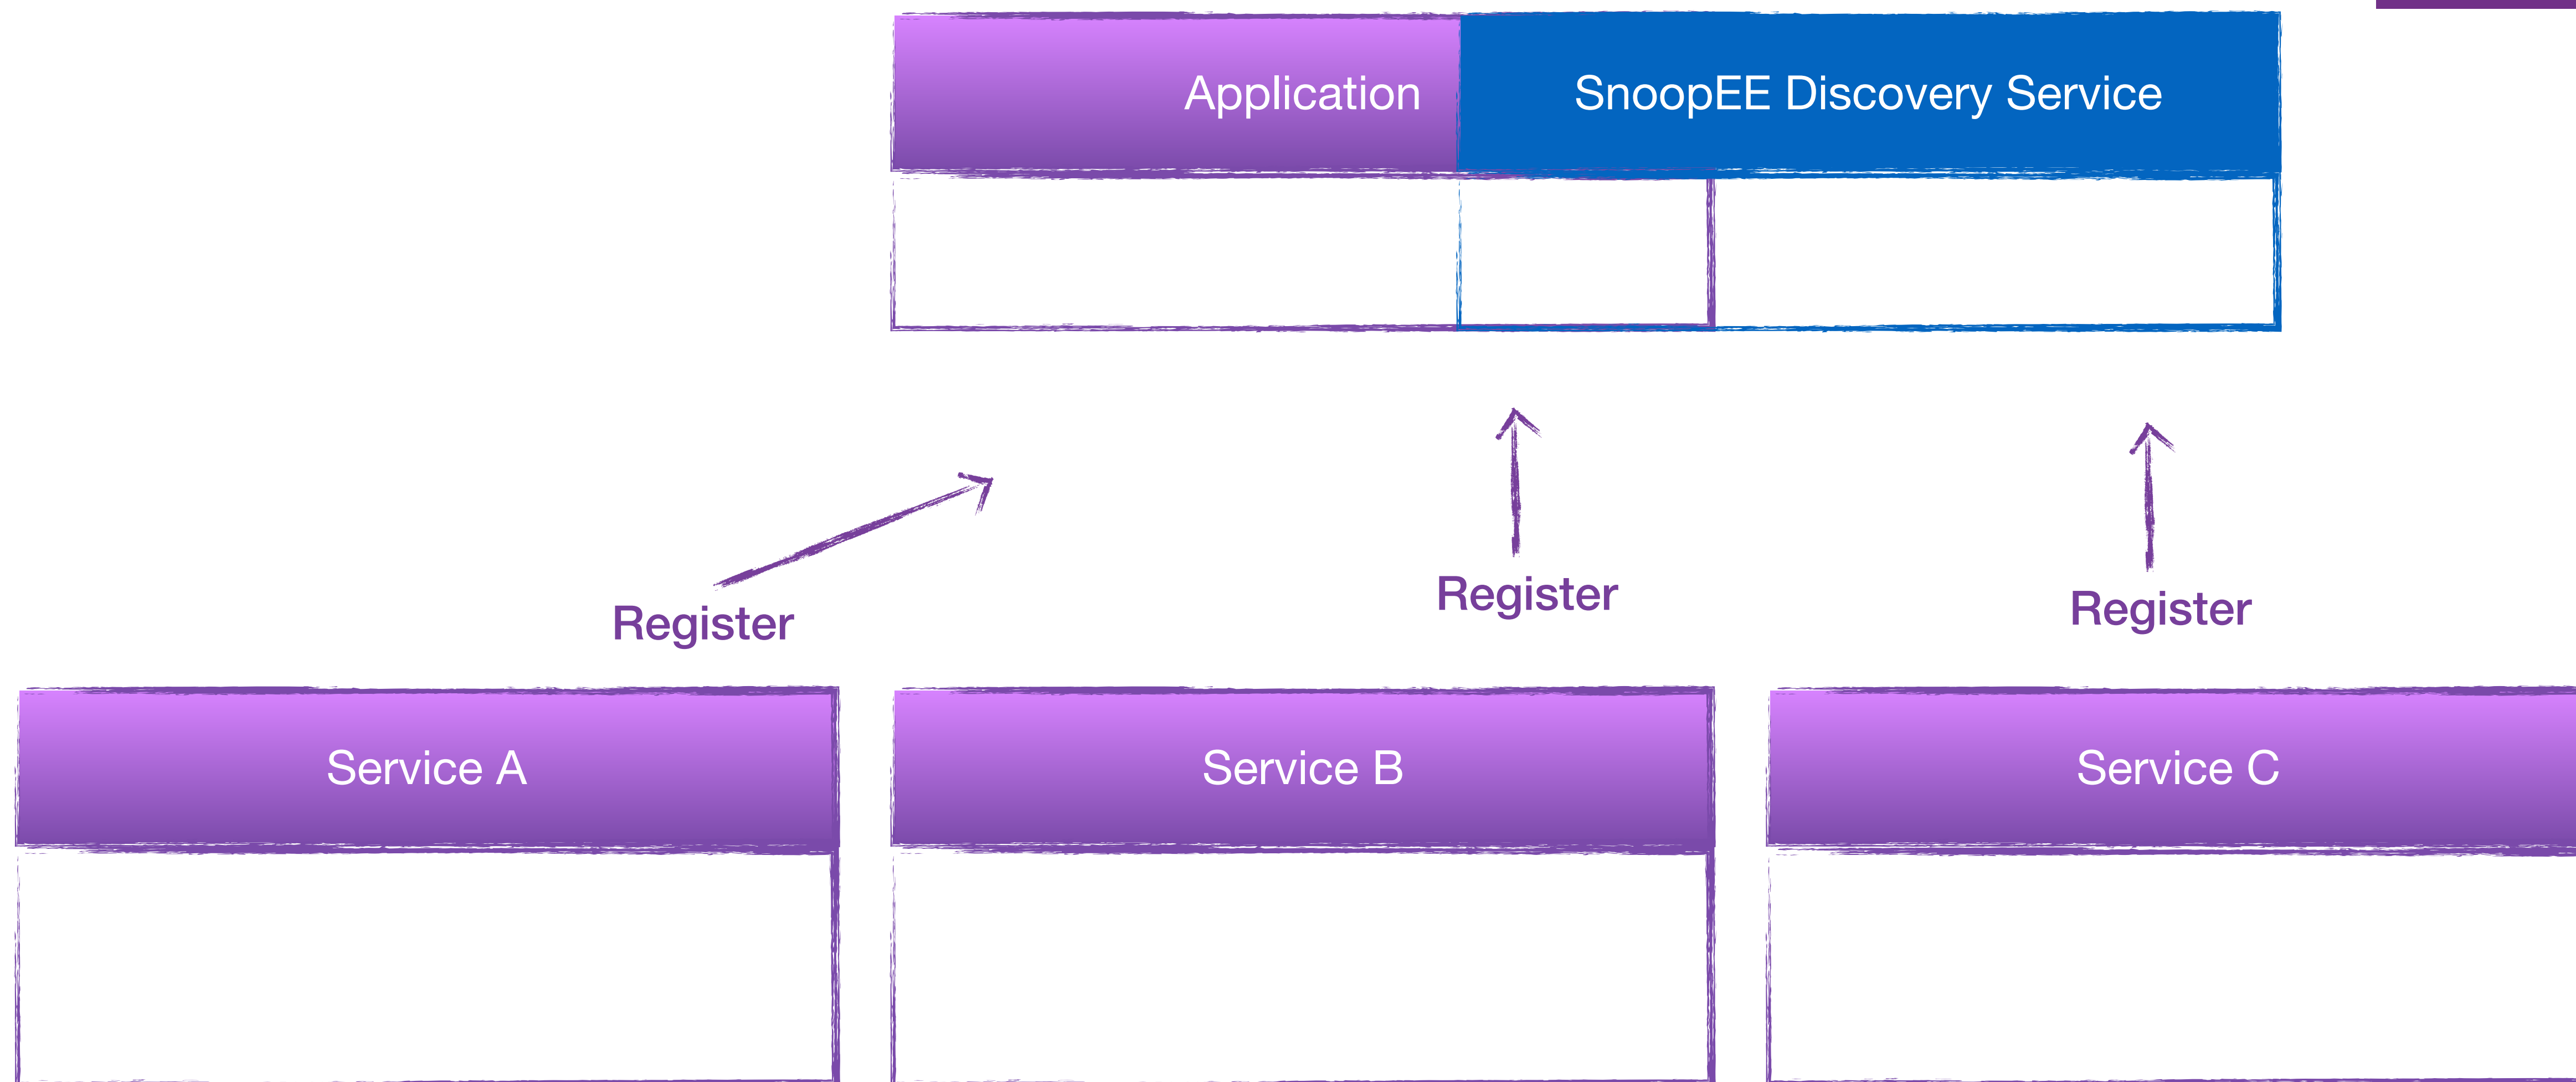 Application
SnoopEE Discovery Service
Register
Register
Register
Service A
Service B
Service C